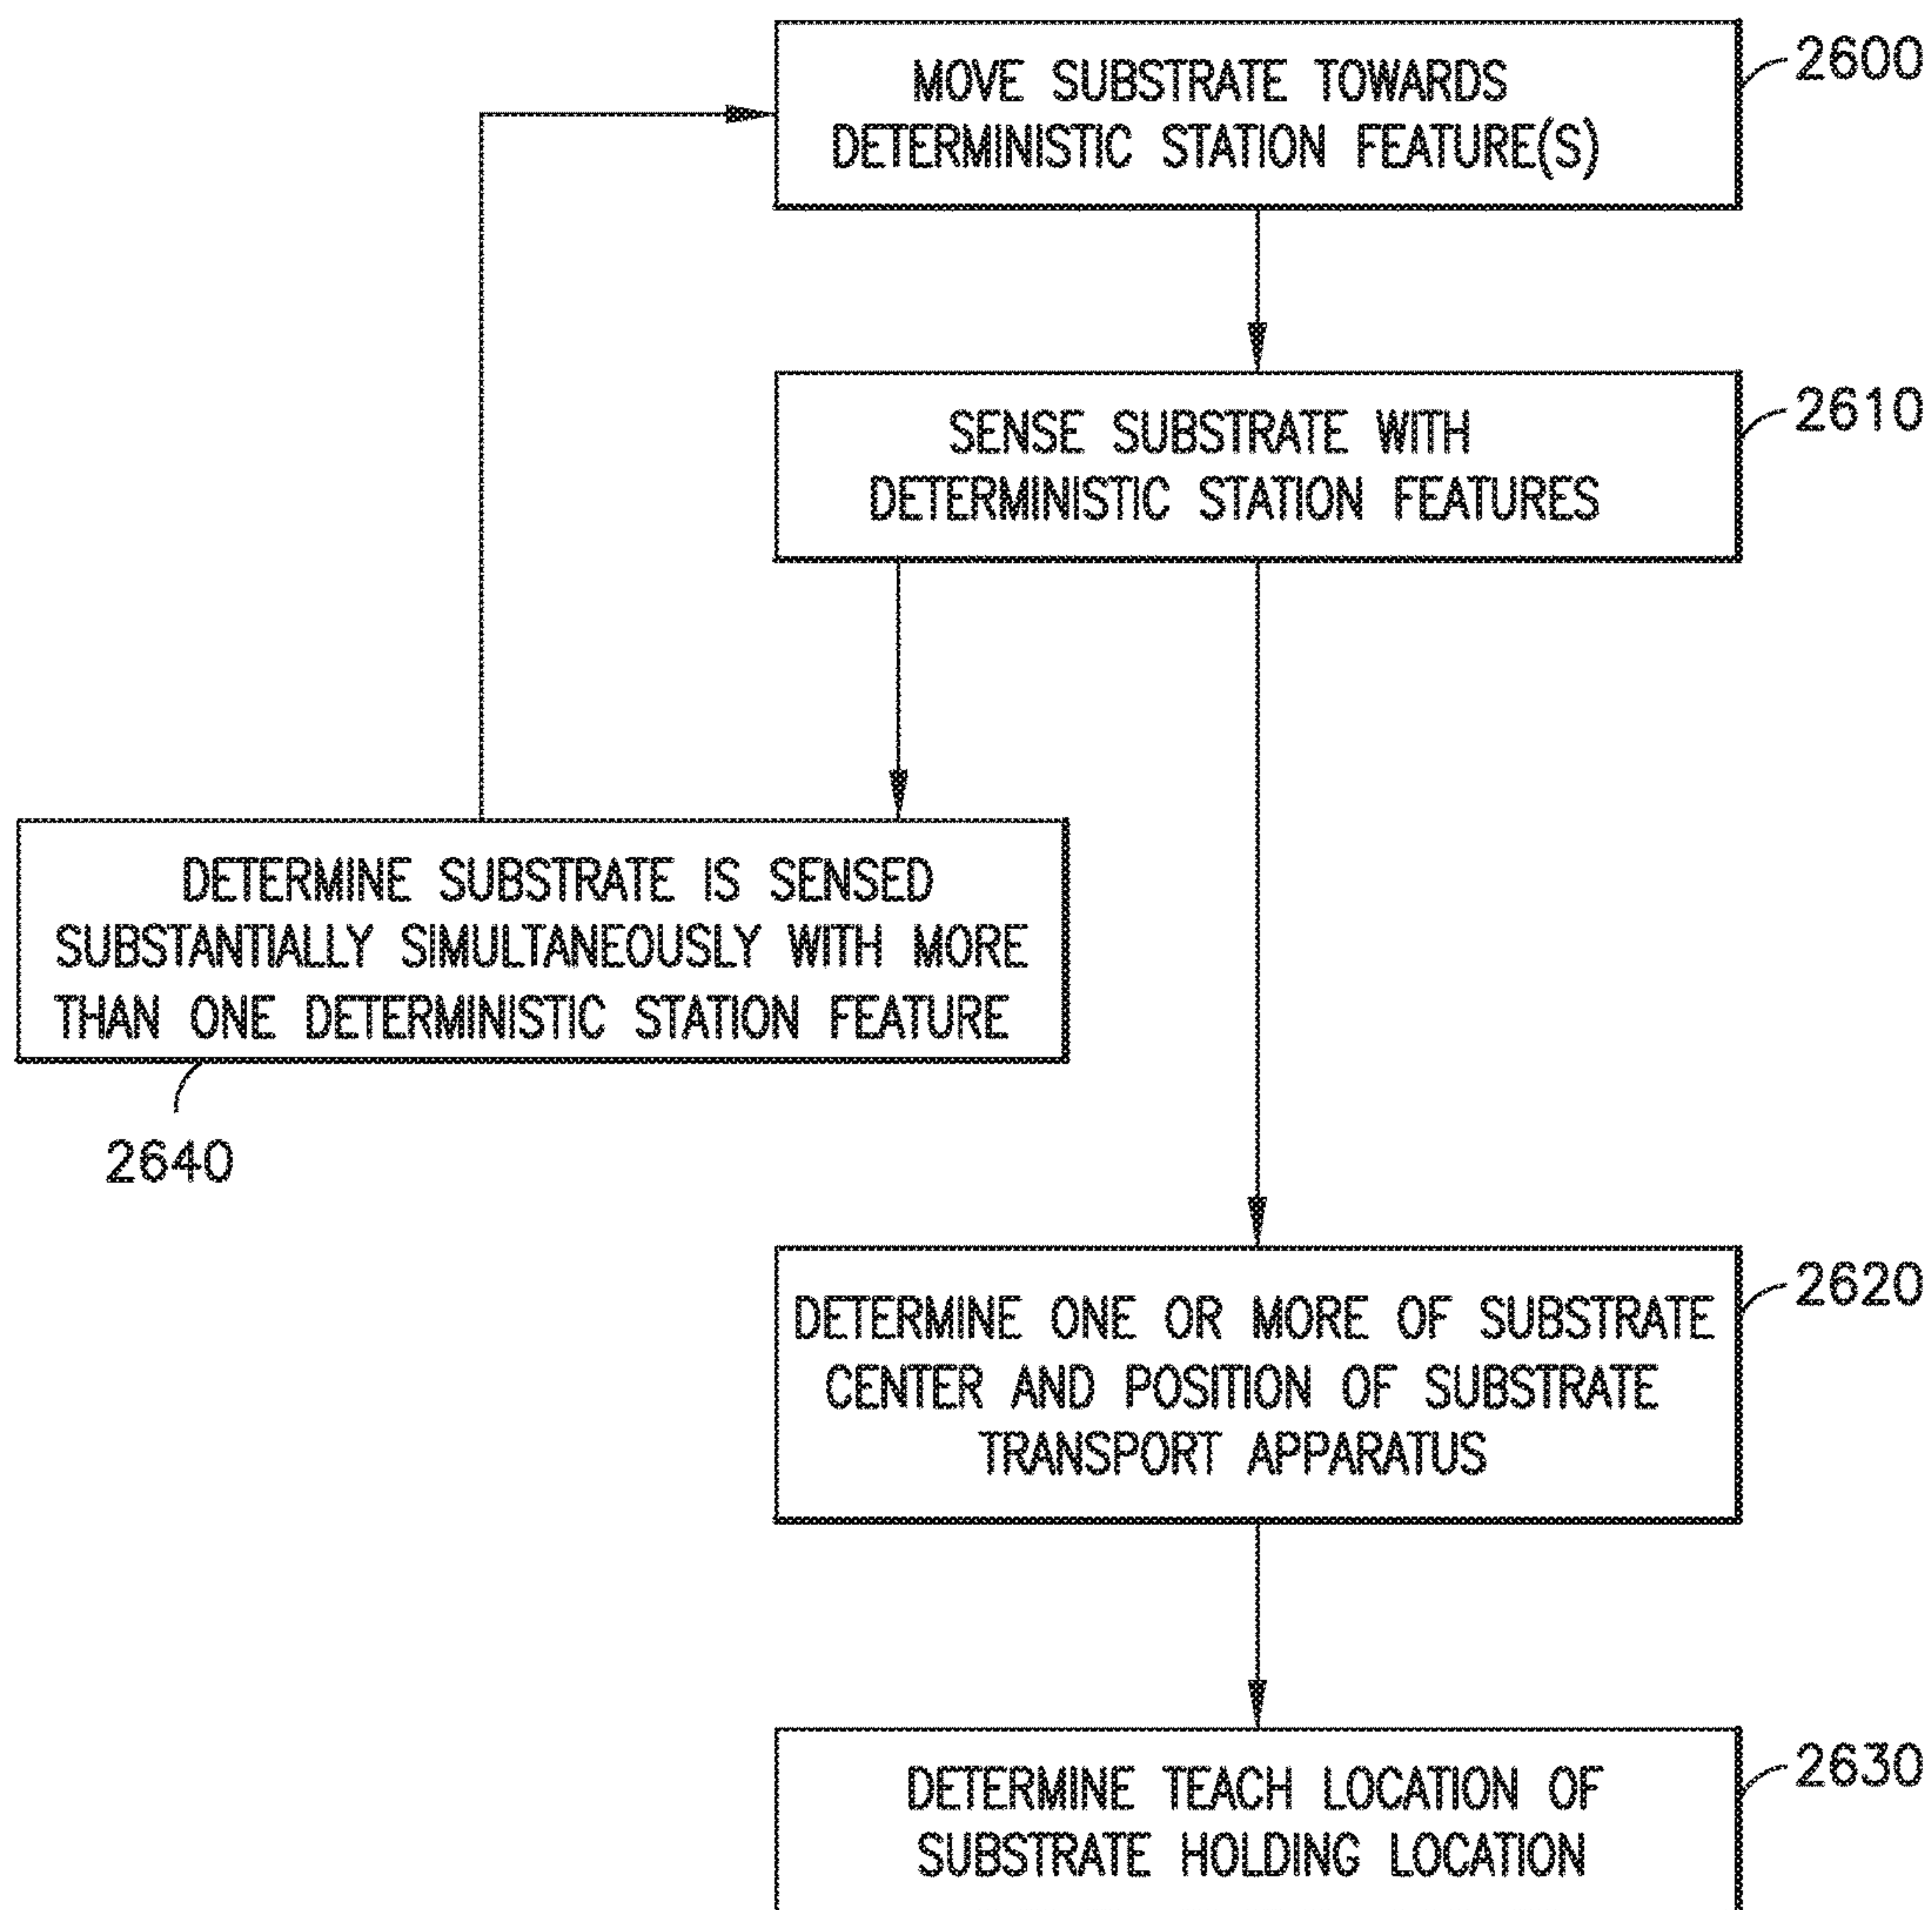 MOVE SUBSTRATE TOWARDS
DETERMINISTIC STATION FEATURE(S)
2600
SENSE SUBSTRATE WITH
DETERMINISTIC STATION FEATURES
2610
DETERMINE SUBSTRATE IS SENSED
SUBSTANTIALLY SIMULTANEOUSLY WITH MORE
THAN ONE DETERMINISTIC STATION FEATURE
2640
DETERMINE ONE OR MORE OF SUBSTRATE
CENTER AND POSITION OF SUBSTRATE
TRANSPORT APPARATUS
2620
DETERMINE TEACH LOCATION OF
SUBSTRATE HOLDING LOCATION
2630